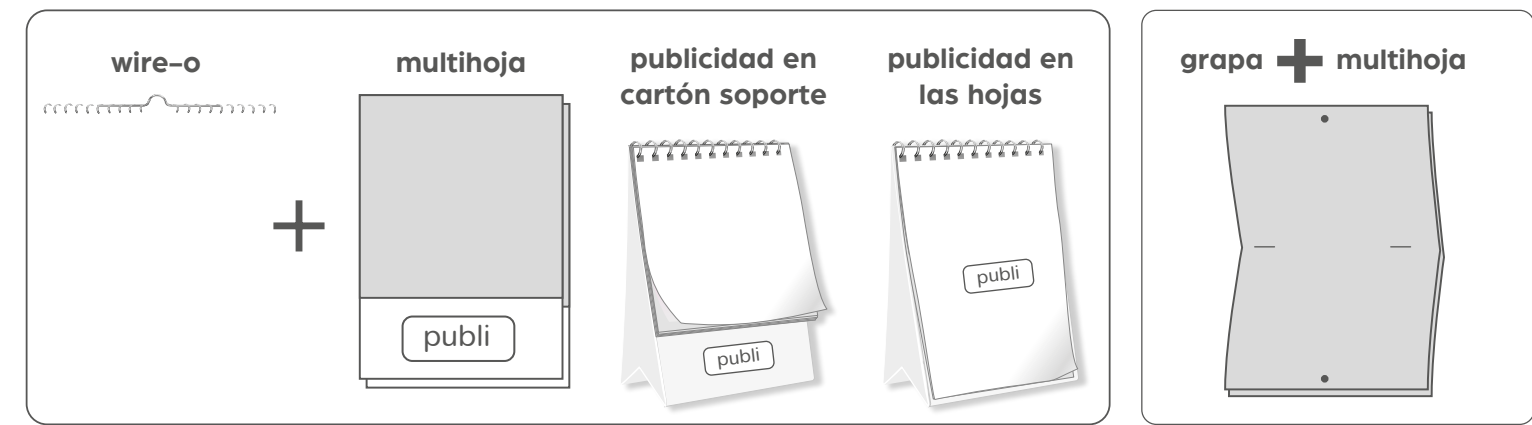 wire-o
multihoja
publi
publicidad en
cartón soporte
publi
publicidad en
las hojas
publi
grapa + multihoja